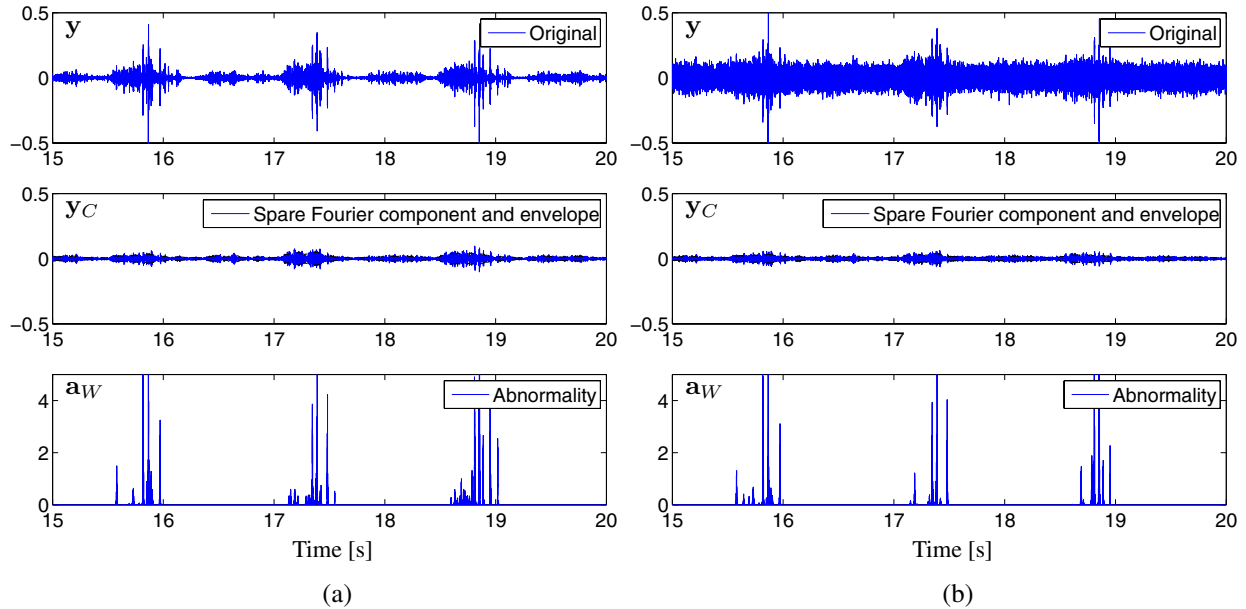 0.5
y
Original
0
−0.5
15 16 17 18 19 20
0.5
y_C
Spare Fourier component and envelope
0
−0.5
15 16 17 18 19 20
a_W
Abnormality
4
2
0
15 16 17 18 19 20
Time [s]
(a)
0.5
y
Original
0
−0.5
15 16 17 18 19 20
0.5
y_C
Spare Fourier component and envelope
0
−0.5
15 16 17 18 19 20
a_W
Abnormality
4
2
0
15 16 17 18 19 20
Time [s]
(b)